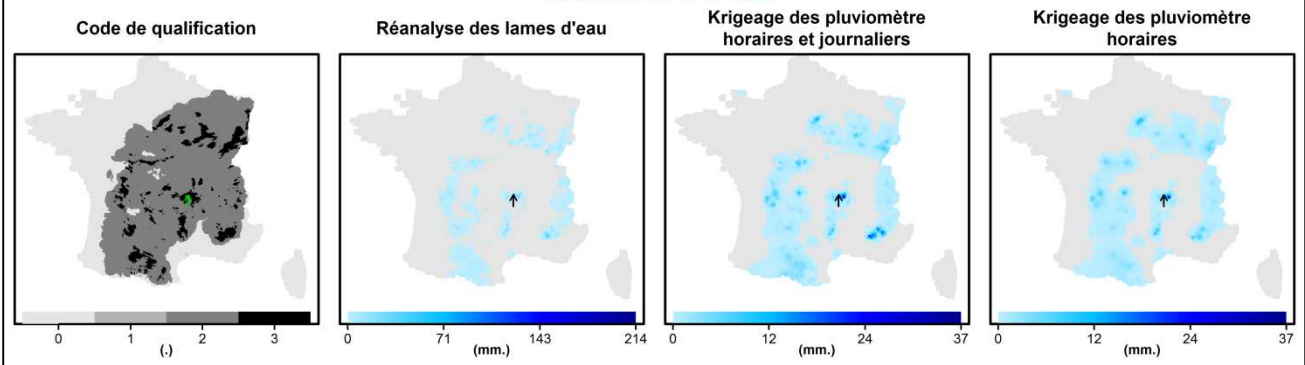 Code de qualification
Réanalyse des lames d'eau
Krigeage des pluviomètre
horaires et journaliers
Krigeage des pluviomètre
horaires
0 1 2 3
(.)
0 71 143 214
(mm.)
0 12 24 37
(mm.)
0 12 24 37
(mm.)